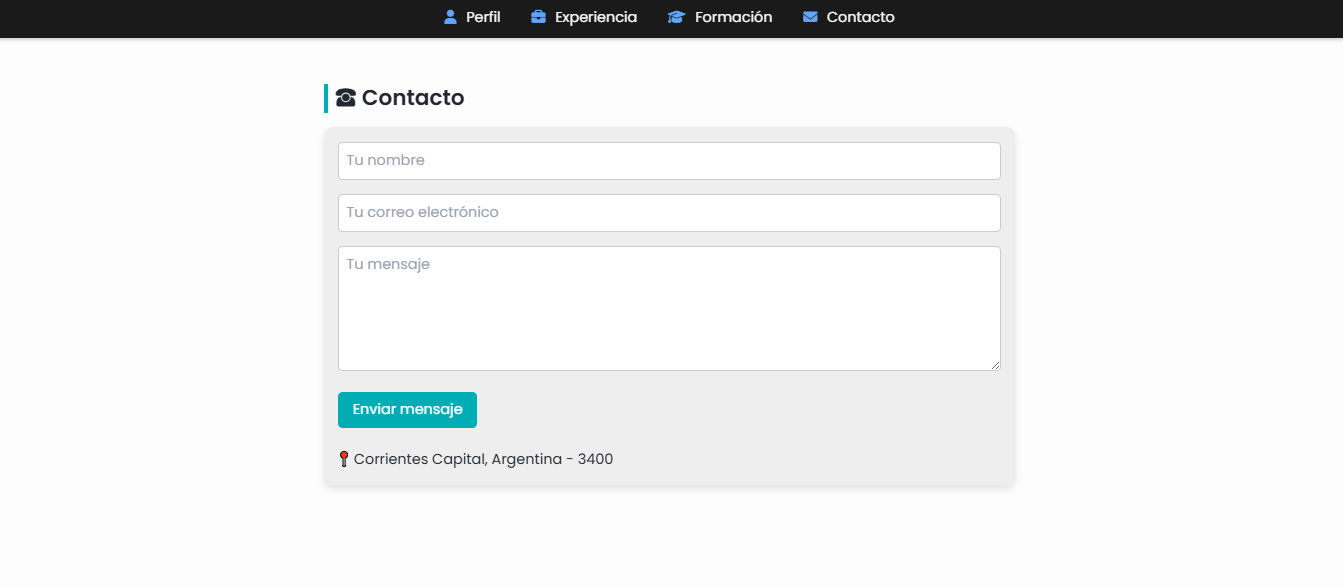 Perfil Experiencia Formación Contacto
Contacto
Tu nombre
Tu correo electrónico
Tu mensaje
Enviar mensaje
Corrientes Capital, Argentina - 3400